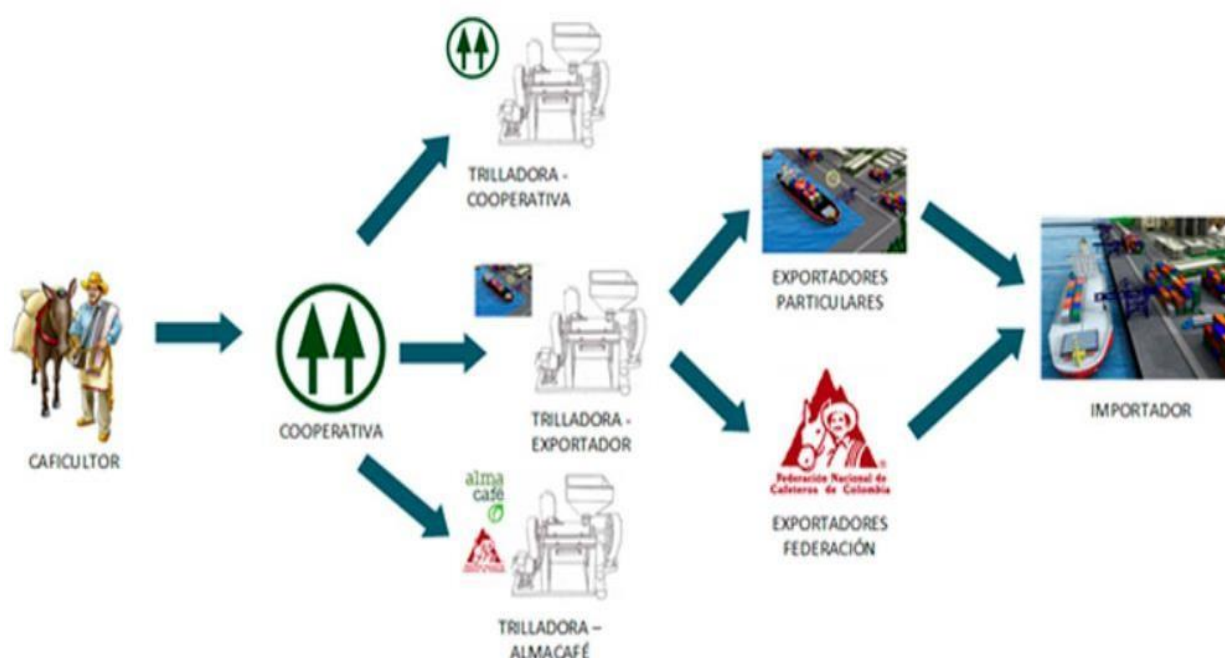 TRILLADORA -
COOPERATIVA
EXPORTADORES
PARTICULARES
CAFICULTOR
COOPERATIVA
TRILLADORA -
EXPORTADOR
IMPORTADOR
alma
café
Federación Nacional de
Cafeteros de Colombia
®
EXPORTADORES
FEDERACIÓN
TRILLADORA –
ALMACAFÉ